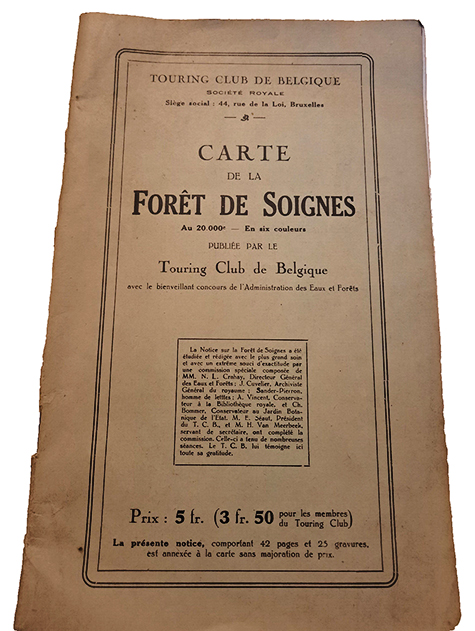 TOURING CLUB DE BELGIQUE
SOCIÉTÉ ROYALE
Siège social : 44, rue de la Loi, Bruxelles
CARTE
DE LA
FORÊT DE SOIGNES
Au 20.000e — En six couleurs
PUBLIÉE PAR LE
Touring Club de Belgique
avec le bienveillant concours de l'Administration des Eaux et Forêts
La Notice sur la Forêt de Soignes a été
étudiée et rédigée avec le plus grand soin
et avec un extrême souci d'exactitude par
une commission spéciale composée de
MM. N. L. Crahay, Directeur Général
des Eaux et Forêts ; J. Cuvelier, Archiviste
Général du royaume ; Sander-Pierron,
homme de lettres ; A. Vincent, Conserva-
teur à la Bibliothèque royale, et Ch.
Bommer, Conservateur au Jardin Bota-
nique de l'Etat. M. E. Séaut, Président
du T. C. B., et M. H. Van Meerbeek,
servant de secrétaire, ont complété la
commission. Celle-ci a tenu de nombreuses
séances. Le T. C. B. lui témoigne ici
toute sa gratitude.
Prix : 5 fr. (3 fr. 50 pour les membres du Touring Club)
La présente notice, comportant 42 pages et 25 gravures,
est annexée à la carte sans majoration de prix.